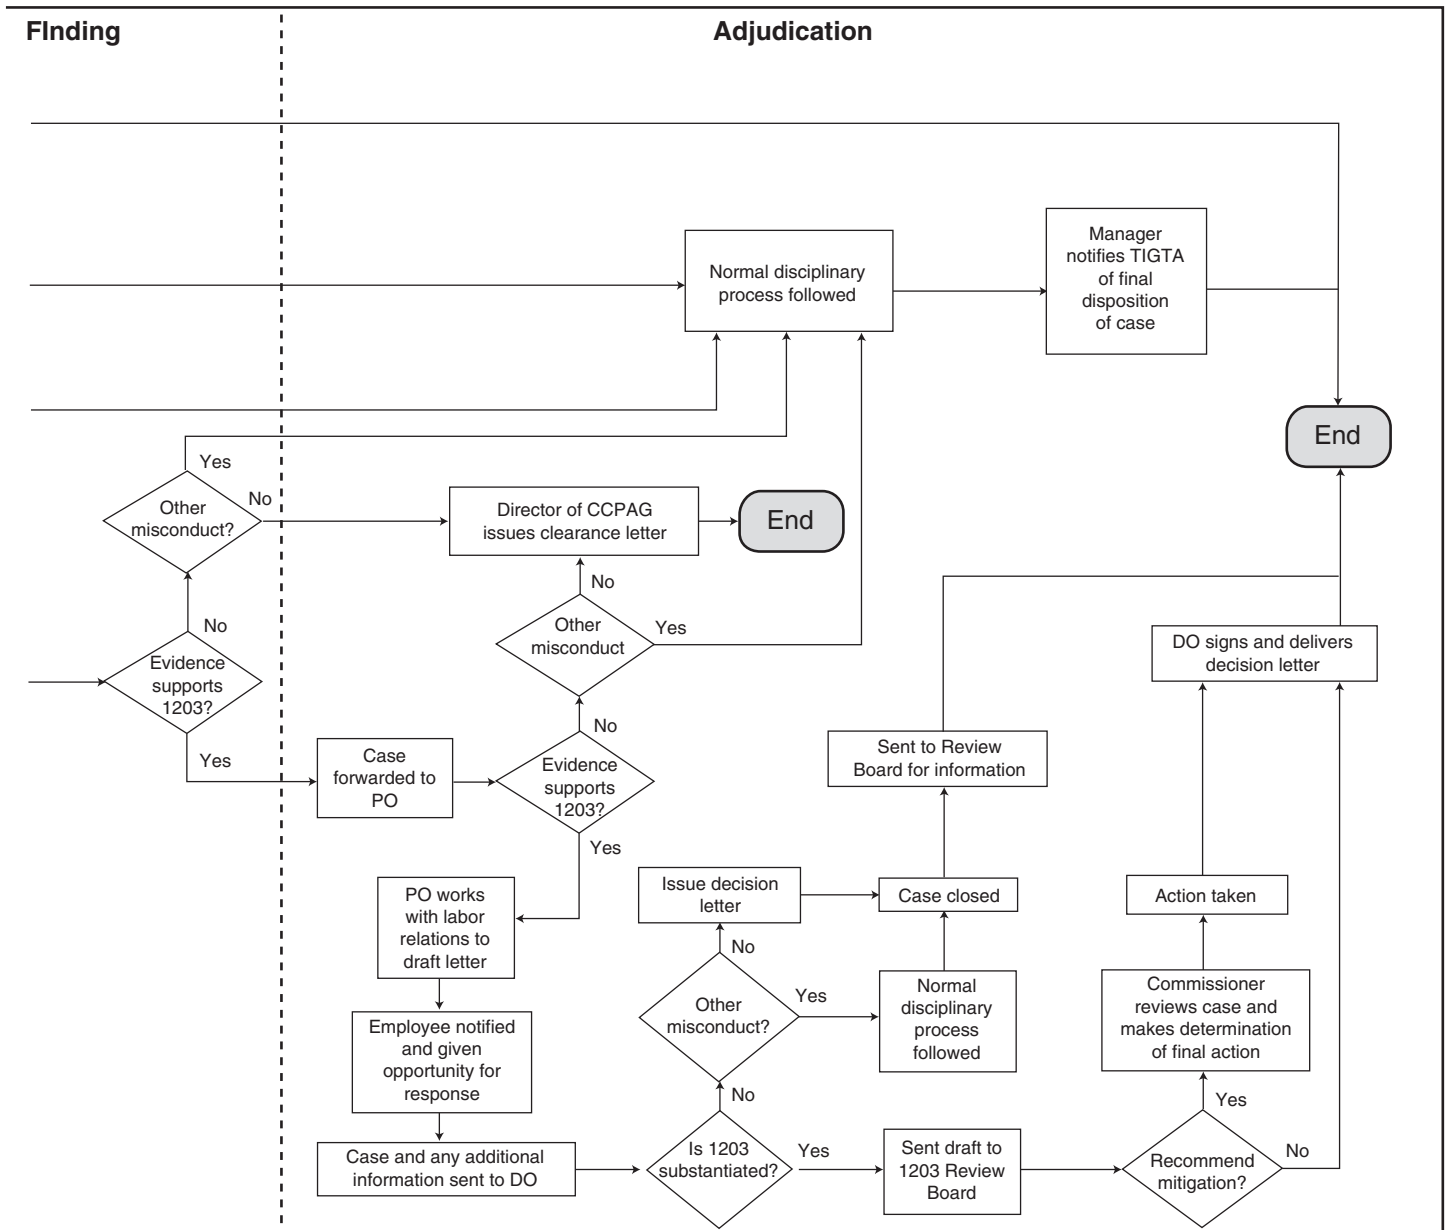 FInding
Adjudication
Manager
notifies TIGTA
of final
disposition
of case
Normal disciplinary
process followed
End
Yes
Other
misconduct?
No
Director of CCPAG
issues clearance letter
End
No
Other
misconduct
Yes
No
Evidence
supports
1203?
Yes
DO signs and delivers
decision letter
Case
forwarded to
PO
No
Evidence
supports
1203?
Yes
Sent to Review
Board for information
PO works
with labor
relations to
draft letter
Issue decision
letter
Case closed
Action taken
No
Other
misconduct?
Yes
Normal
disciplinary
process
followed
Commissioner
reviews case and
makes determination
of final action
Employee notified
and given
opportunity for
response
No
Yes
Case and any additional
information sent to DO
Is 1203
substantiated?
Yes
Sent draft to
1203 Review
Board
Recommend
mitigation?
No